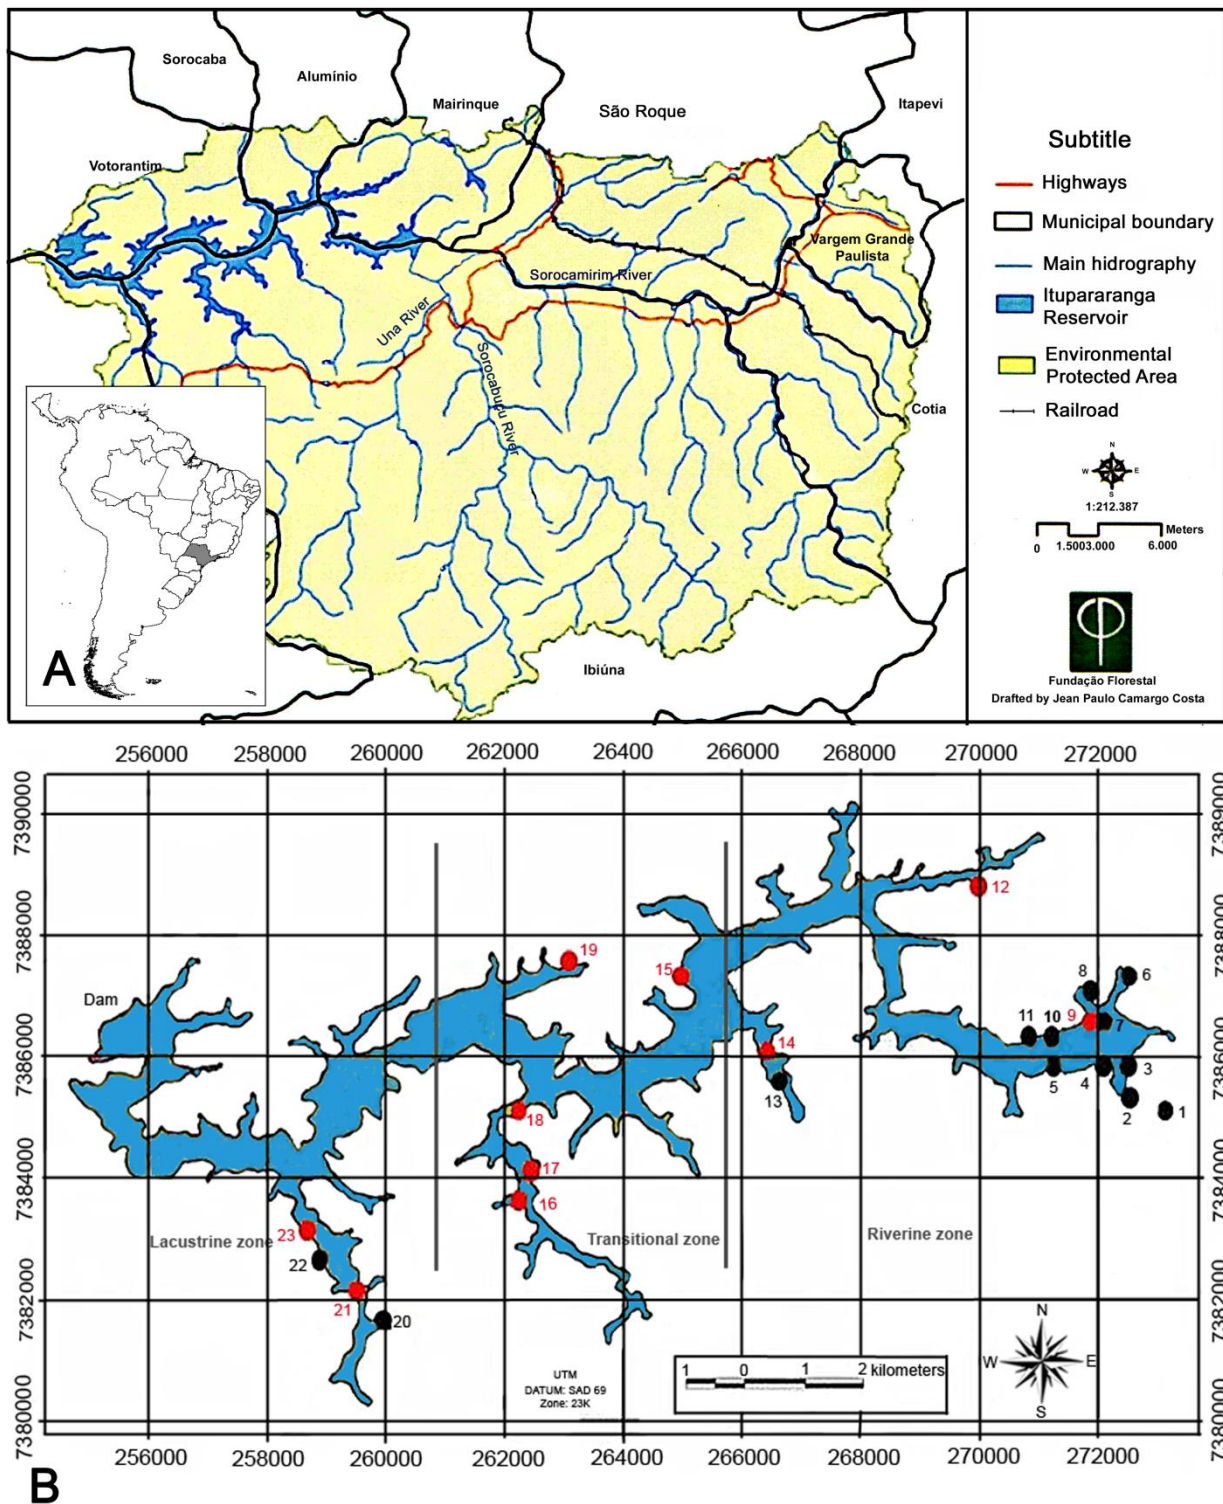 Sorocaba
Alumínio
Mairinque
São Roque
Itapevi
Votorantim
Vargem Grande
Paulista
Sorocamirim River
Una River
Sorocabuçu River
Cotia
Ibiúna
A
Subtitle
Highways
Municipal boundary
Main hidrography
Itupararanga
Reservoir
Environmental
Protected Area
Railroad
N
W E
S
1:212.387
Meters
0 1.5003.000 6.000
Fundação Florestal
Drafted by Jean Paulo Camargo Costa
256000 258000 260000 262000 264000 266000 268000 270000 272000
7390000 7389000
7388000 7388000
7386000 7386000
7384000 7384000
7382000 7382000
7380000 7380000
12
19
15
8 6
11 10 9 7
14
13
5 4 3
2 1
18
17
16
Dam
23
22
21
20
Lacustrine zone
Transitional zone
Riverine zone
UTM
DATUM: SAD 69
Zone: 23K
1 0 1 2 kilometers
N
W E
S
256000 258000 260000 262000 264000 266000 268000 270000 272000
B